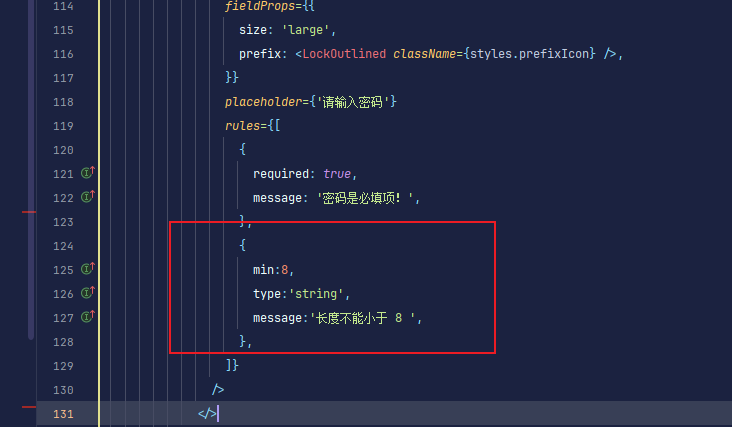 114 fieldProps={{
115 size: 'large',
116 prefix: <LockOutlined className={styles.prefixIcon} />,
117 }}
118 placeholder={'请输入密码'}
119 rules={[
120 {
121 required: true,
122 message: '密码是必填项！',
123 },
124 {
125 min:8,
126 type:'string',
127 message:'长度不能小于 8 ',
128 },
129 ]}
130 />
131 </>